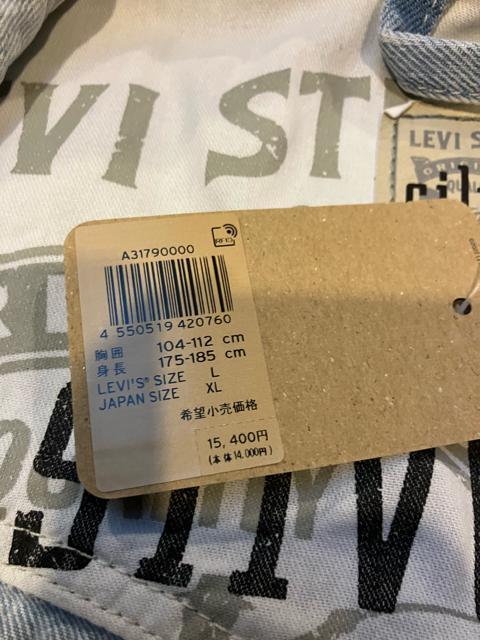 VI ST
LEVI S
A31790000
RFID
4 550519 420760
胸囲 104-112 cm
身長 175-185 cm
LEVI'S® SIZE L
JAPAN SIZE XL
希望小売価格
15,400円
(本体14,000円)